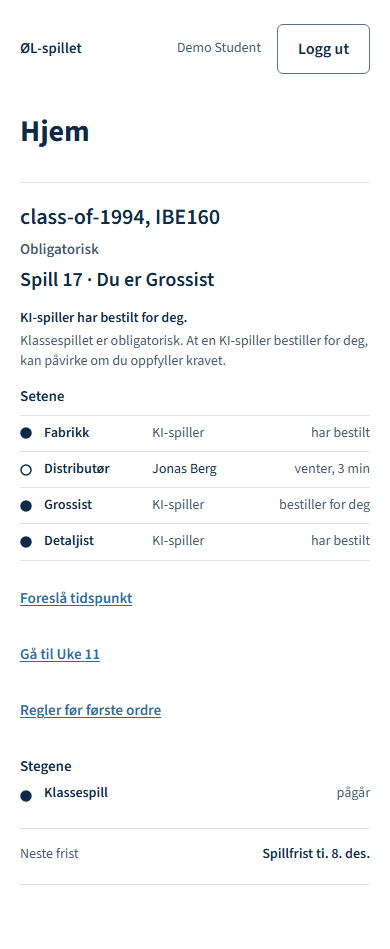 ØL-spillet
Demo Student
Logg ut
Hjem
class-of-1994, IBE160
Obligatorisk
Spill 17 · Du er Grossist
KI-spiller har bestilt for deg.
Klassespillet er obligatorisk. At en KI-spiller bestiller for deg,
kan påvirke om du oppfyller kravet.
Setene
Fabrikk KI-spiller har bestilt
Distributør Jonas Berg venter, 3 min
Grossist KI-spiller bestiller for deg
Detaljist KI-spiller har bestilt
Foreslå tidspunkt
Gå til Uke 11
Regler før første ordre
Stegene
Klassespill pågår
Neste frist Spillfrist ti. 8. des.